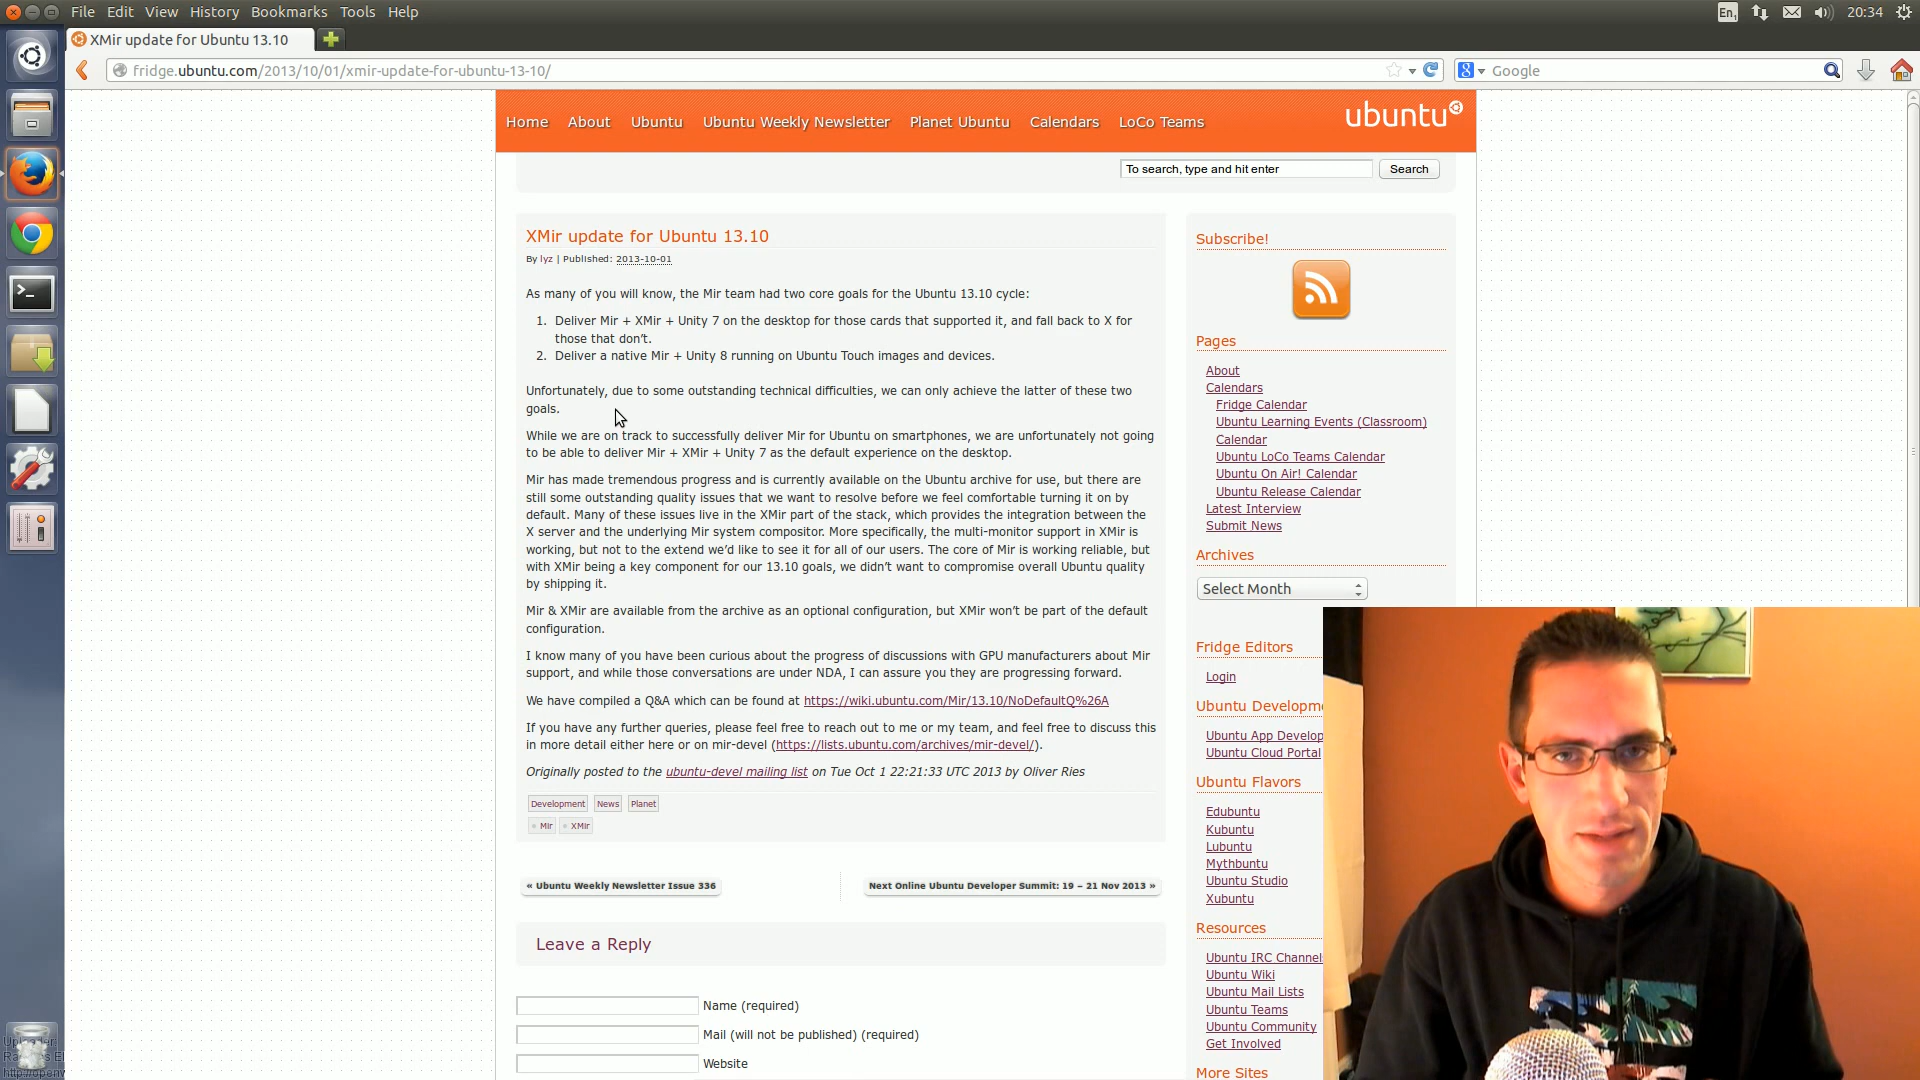 File Edit View History Bookmarks Tools Help
En 20:34
XMir update for Ubuntu 13.10
fridge.ubuntu.com/2013/10/01/xmir-update-for-ubuntu-13-10/
Google
Home About Ubuntu Ubuntu Weekly Newsletter Planet Ubuntu Calendars LoCo Teams
ubuntu
To search, type and hit enter
Search
XMir update for Ubuntu 13.10
By lyz | Published: 2013-10-01
As many of you will know, the Mir team had two core goals for the Ubuntu 13.10 cycle:
1. Deliver Mir + XMir + Unity 7 on the desktop for those cards that supported it, and fall back to X for
those that don't.
2. Deliver a native Mir + Unity 8 running on Ubuntu Touch images and devices.
Unfortunately, due to some outstanding technical difficulties, we can only achieve the latter of these two
goals.
While we are on track to successfully deliver Mir for Ubuntu on smartphones, we are unfortunately not going
to be able to deliver Mir + XMir + Unity 7 as the default experience on the desktop.
Mir has made tremendous progress and is currently available on the Ubuntu archive for use, but there are
still some outstanding quality issues that we want to resolve before we feel comfortable turning it on by
default. Many of these issues live in the XMir part of the stack, which provides the integration between the
X server and the underlying Mir system compositor. More specifically, the multi-monitor support in XMir is
working, but not to the extend we'd like to see it for all of our users. The core of Mir is working reliable, but
with XMir being a key component for our 13.10 goals, we didn't want to compromise overall Ubuntu quality
by shipping it.
Mir & XMir are available from the archive as an optional configuration, but XMir won't be part of the default
configuration.
I know many of you have been curious about the progress of discussions with GPU manufacturers about Mir
support, and while those conversations are under NDA, I can assure you they are progressing forward.
We have compiled a Q&A which can be found at https://wiki.ubuntu.com/Mir/13.10/NoDefaultQ%26A
If you have any further queries, please feel free to reach out to me or my team, and feel free to discuss this
in more detail either here or on mir-devel (https://lists.ubuntu.com/archives/mir-devel/).
Originally posted to the ubuntu-devel mailing list on Tue Oct 1 22:21:33 UTC 2013 by Oliver Ries
Development News Planet
Mir XMir
« Ubuntu Weekly Newsletter Issue 336
Next Online Ubuntu Developer Summit: 19 – 21 Nov 2013 »
Leave a Reply
Name (required)
Mail (will not be published) (required)
Website
Subscribe!
Pages
About
Calendars
Fridge Calendar
Ubuntu Learning Events (Classroom)
Calendar
Ubuntu LoCo Teams Calendar
Ubuntu On Air! Calendar
Ubuntu Release Calendar
Latest Interview
Submit News
Archives
Select Month
Fridge Editors
Login
Ubuntu Developm
Ubuntu App Develop
Ubuntu Cloud Portal
Ubuntu Flavors
Edubuntu
Kubuntu
Lubuntu
Mythbuntu
Ubuntu Studio
Xubuntu
Resources
Ubuntu IRC Channel
Ubuntu Wiki
Ubuntu Mail Lists
Ubuntu Teams
Ubuntu Community
Get Involved
More Sites